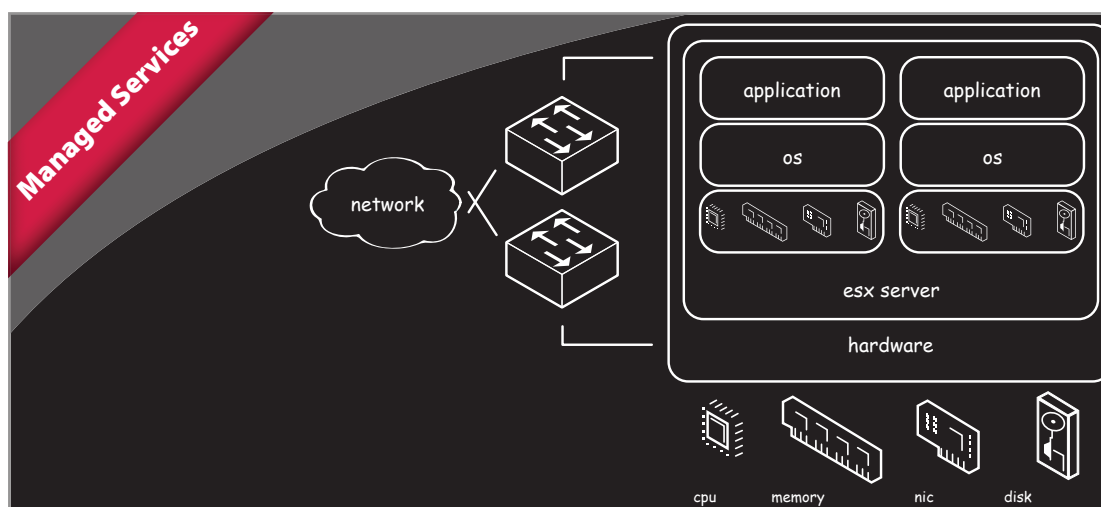 Managed Services
network
application
application
os
os
esx server
hardware
cpu
memory
nic
disk